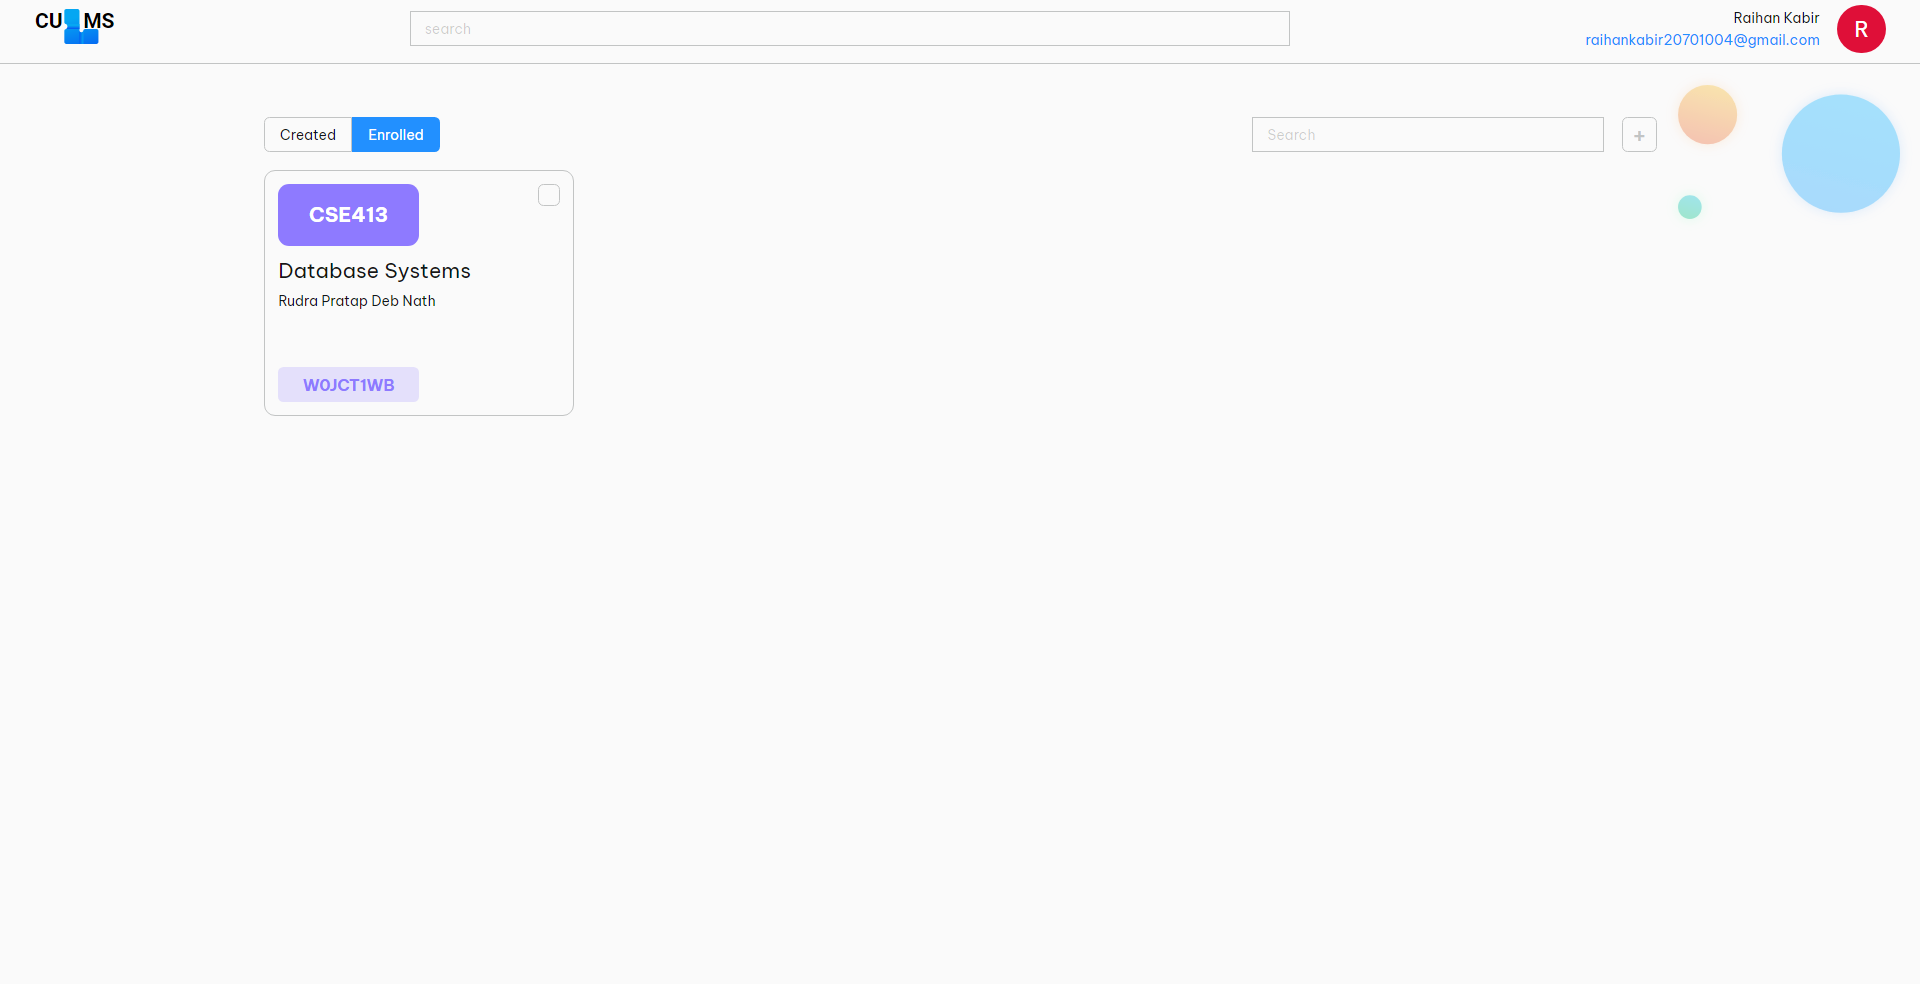 CU MS
search
Raihan Kabir
raihankabir20701004@gmail.com
R
Created
Enrolled
Search
+
CSE413
Database Systems
Rudra Pratap Deb Nath
W0JCT1WB